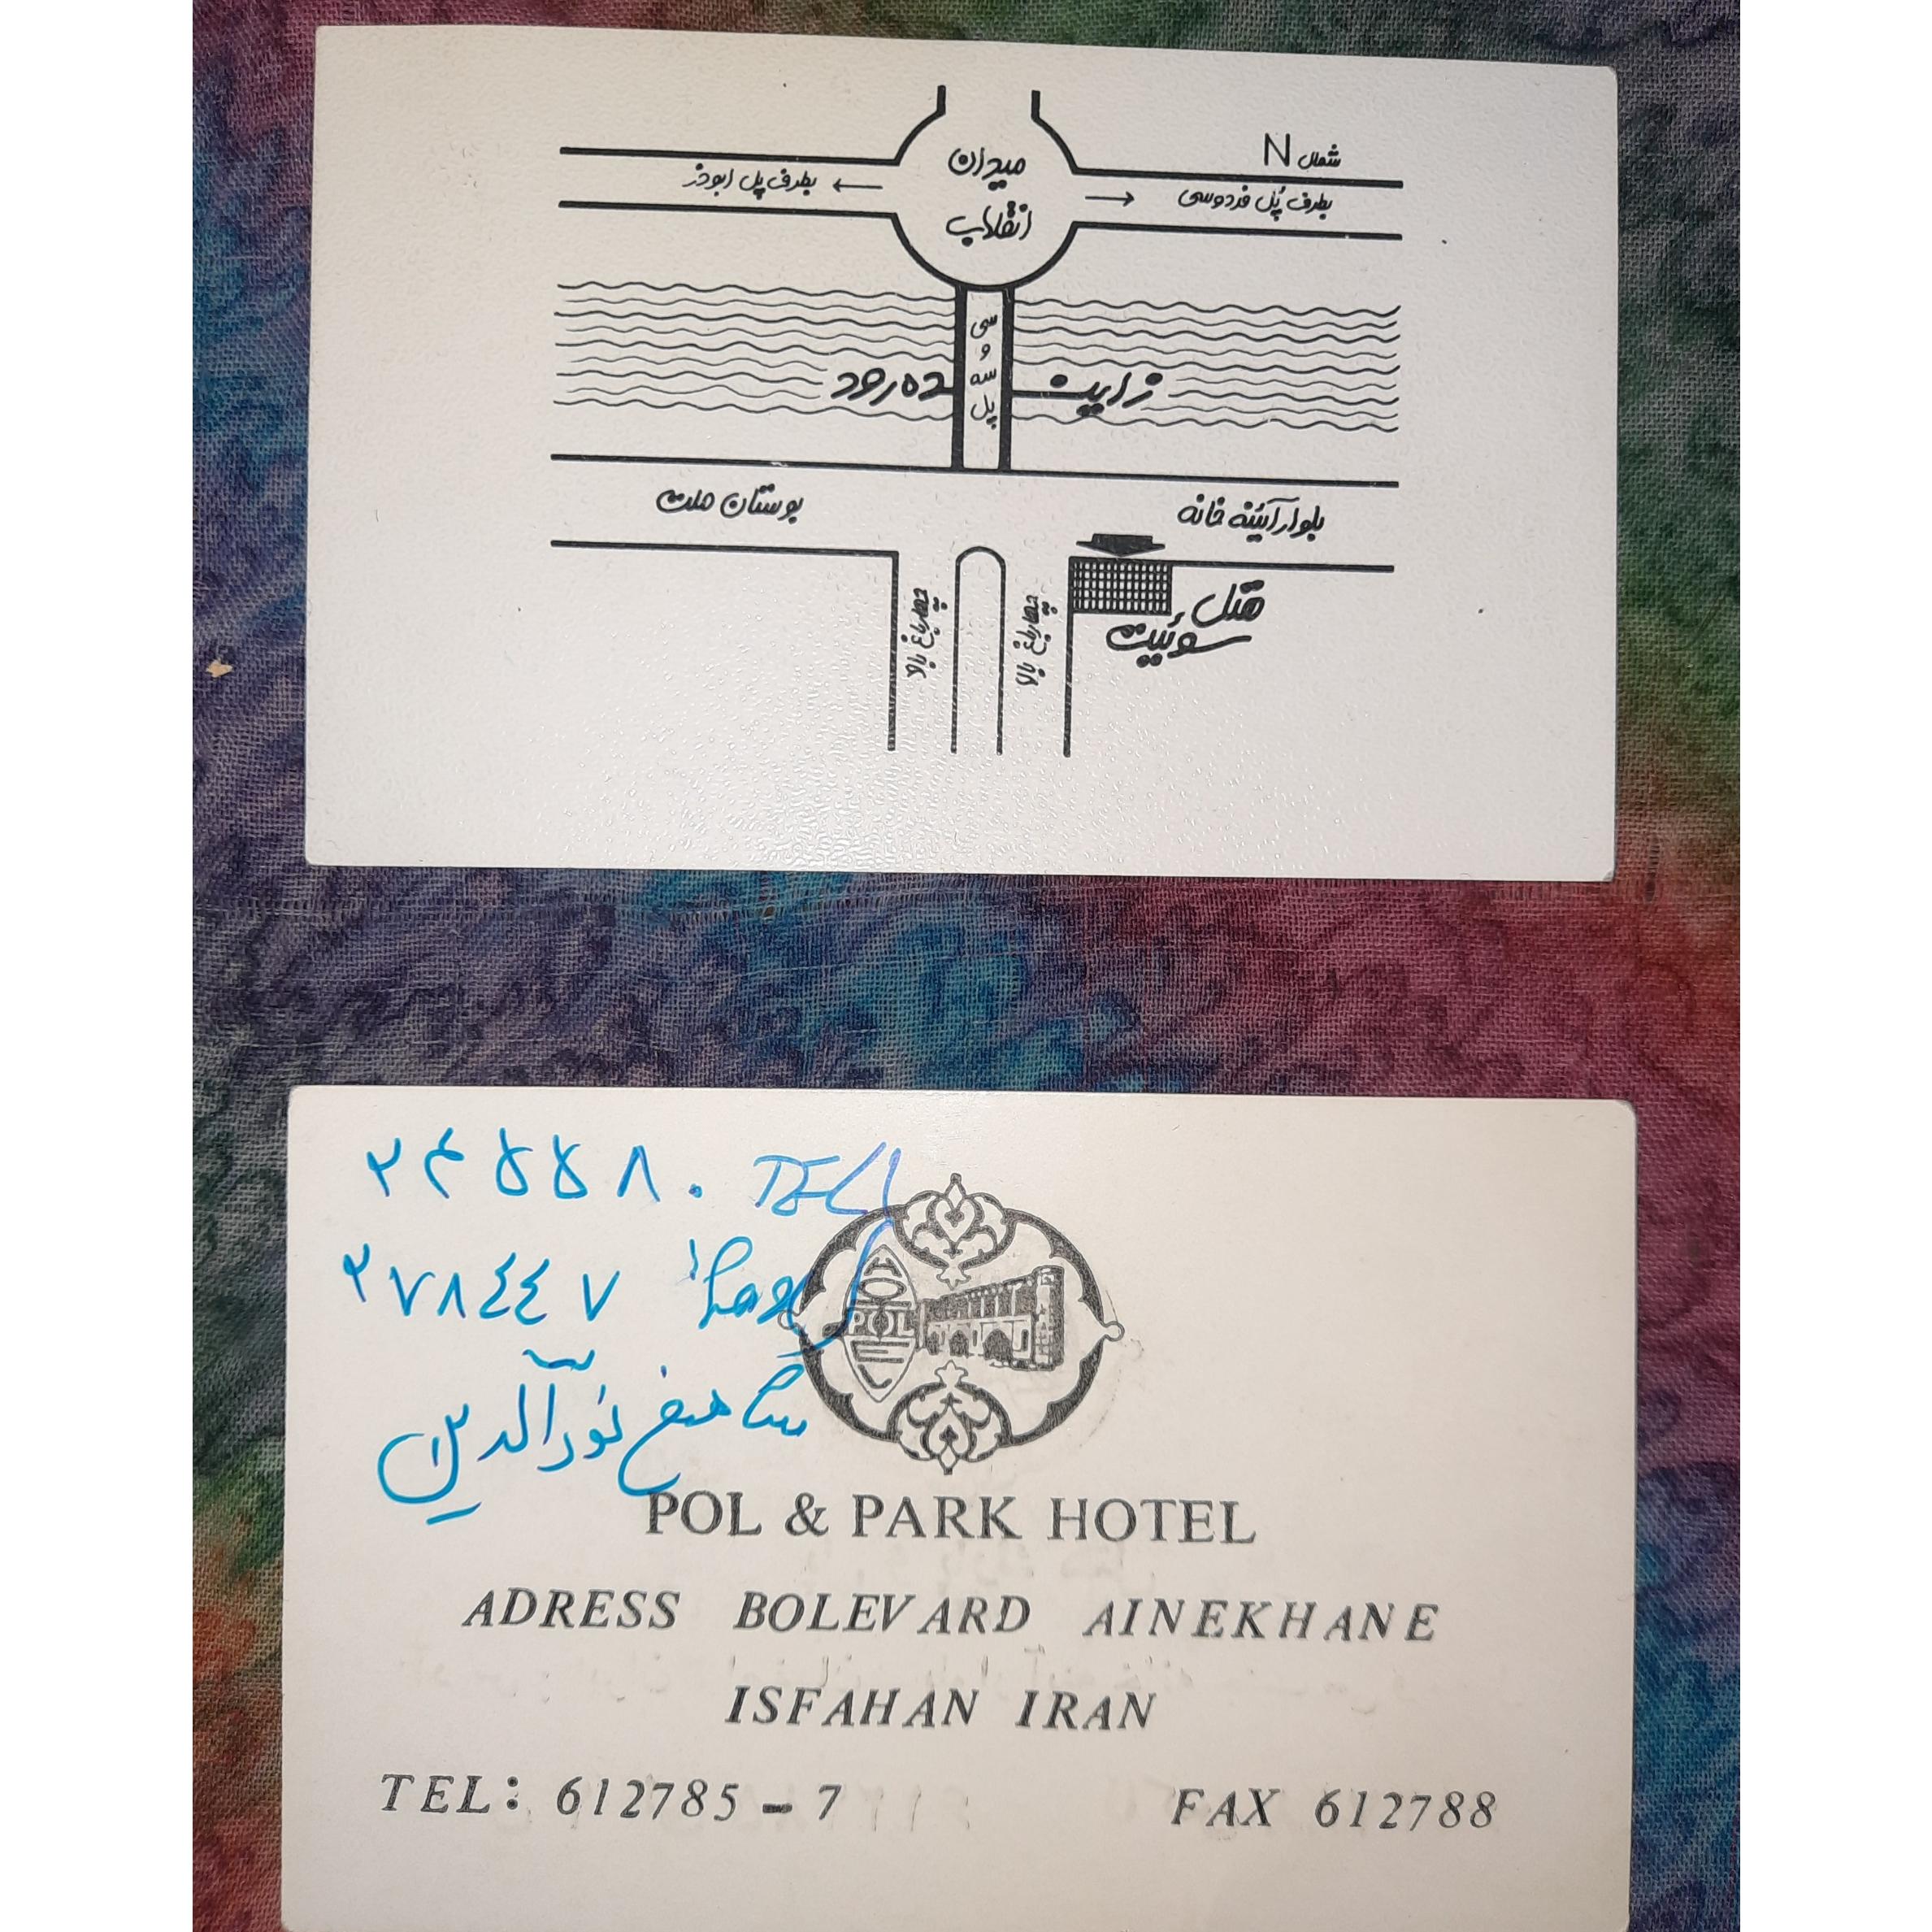 N شمال
میدان
انقلاب
بطرف پل فردوسی
بطرف پل ابوذر
سی
و
سه
پل
زاینده رود
بلوار آئینه خانه
بوستان ملت
هتل
سوئیت
چهارباغ بالا
چهارباغ بالا
۲۴۵۵۸۰ TEL
۲۷۸٤٤۷
نورالدین
POL
POL & PARK HOTEL
ADRESS BOLEVARD AINEKHANE
ISFAHAN IRAN
TEL: 612785-7 FAX 612788